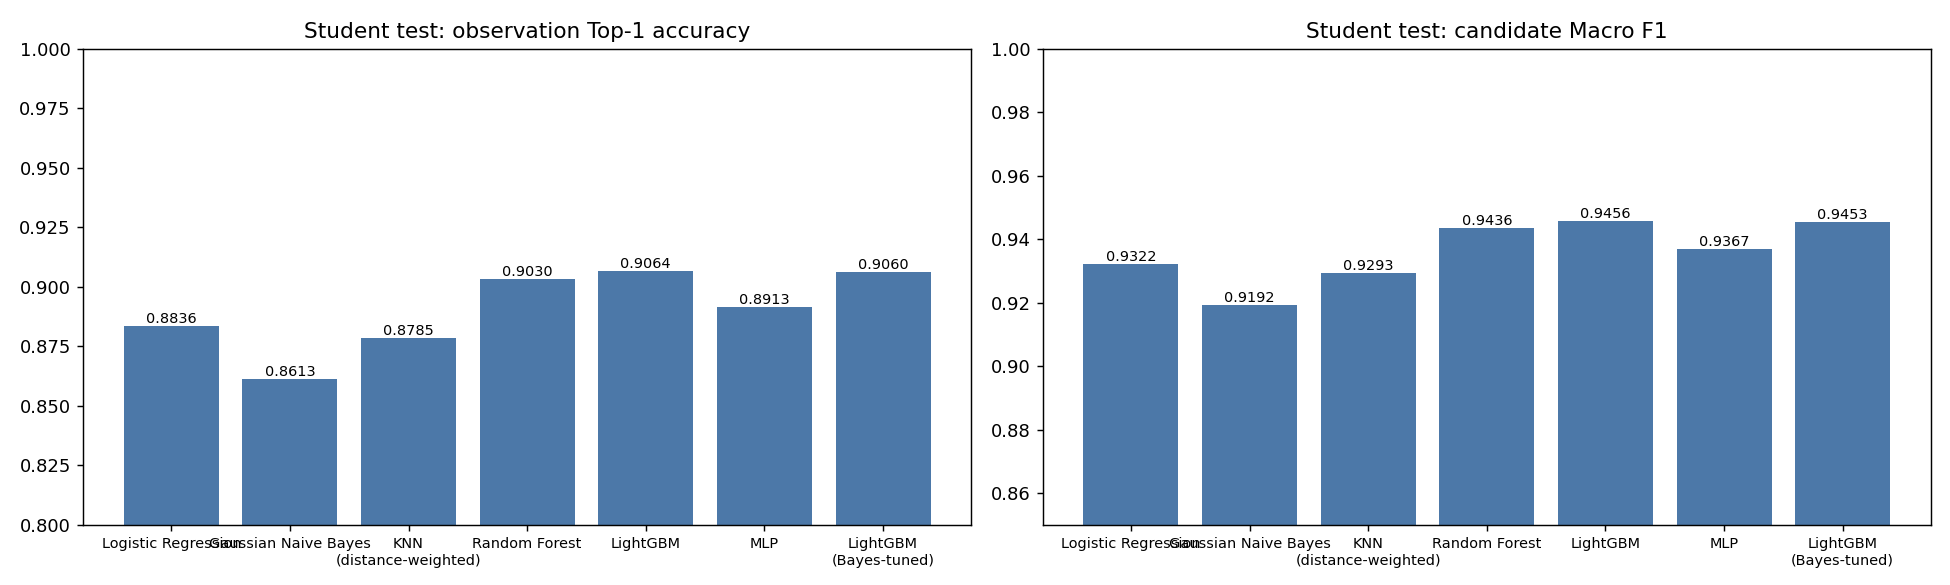 Student test: observation Top-1 accuracy
1.000
0.975
0.950
0.925
0.900
0.875
0.850
0.825
0.800
0.8836
0.8613
0.8785
0.9030
0.9064
0.8913
0.9060
Logistic Regression
Gaussian Naive Bayes
KNN
(distance-weighted)
Random Forest
LightGBM
MLP
LightGBM
(Bayes-tuned)
Student test: candidate Macro F1
1.00
0.98
0.96
0.94
0.92
0.90
0.88
0.86
0.9322
0.9192
0.9293
0.9436
0.9456
0.9367
0.9453
Logistic Regression
Gaussian Naive Bayes
KNN
(distance-weighted)
Random Forest
LightGBM
MLP
LightGBM
(Bayes-tuned)